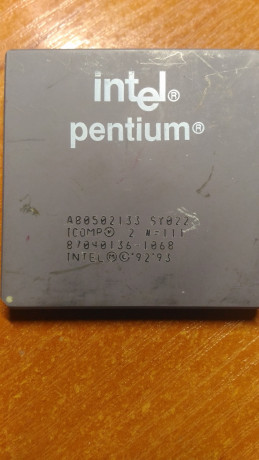 intel®
pentium®
A80502133 SY022
ICOMP® 2 #=111
87040136-1068
INTEL Ⓜ © '92 '93